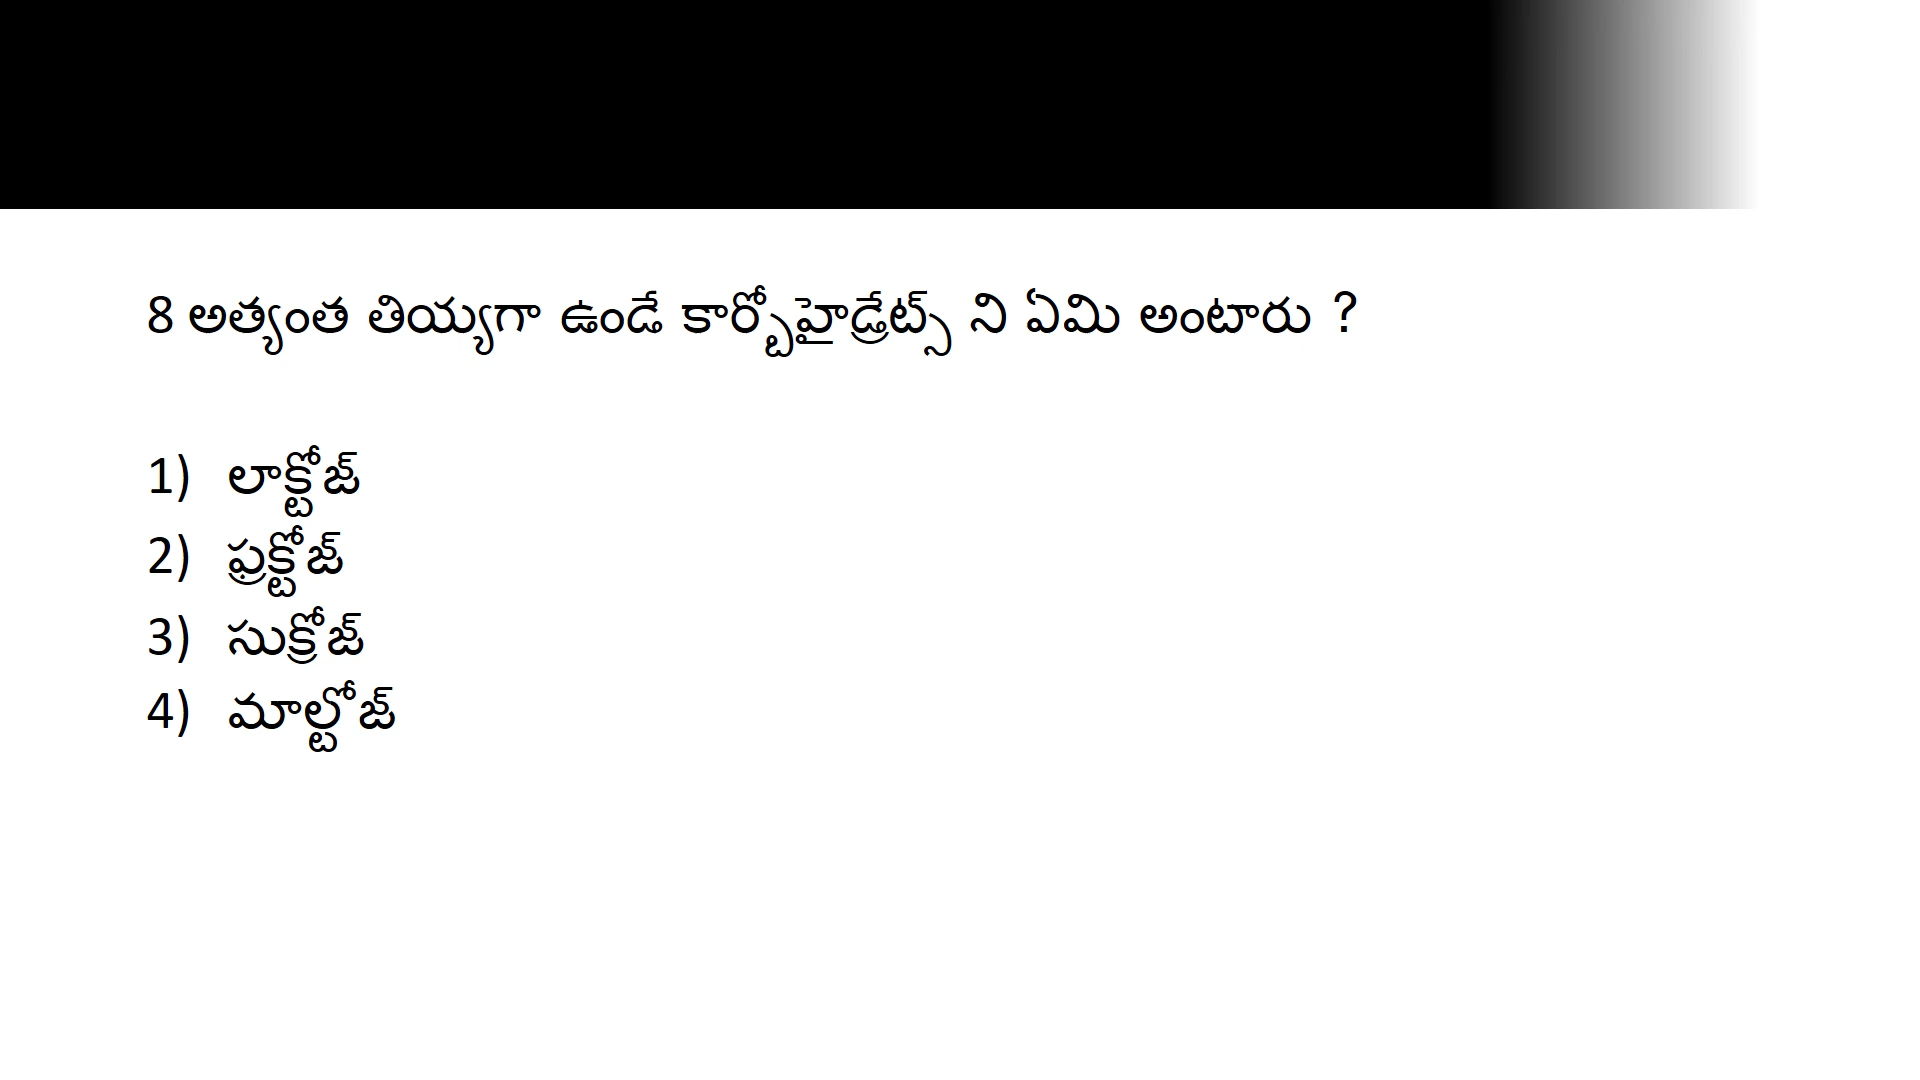 8 అత్యంత తియ్యగా ఉండే కార్బోహైడ్రేట్స్ ని ఏమి అంటారు ?
1) లాక్టోజ్
2) ఫ్రక్టోజ్
3) సుక్రోజ్
4) మాల్టోజ్